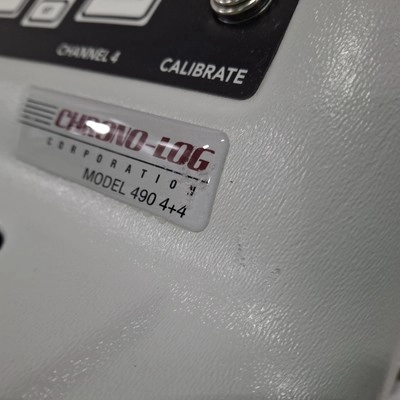 CHANNEL 4
CALIBRATE
CHRONO-LOG
CORPORATION
MODEL 490 4+4